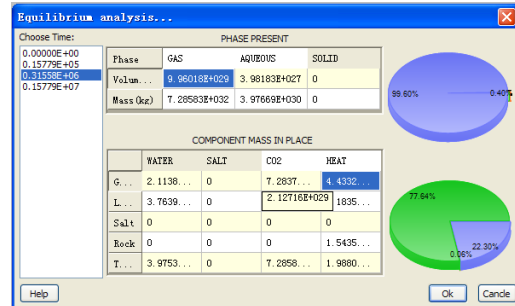 Equilibrium analysis...
Choose Time:
0.00000E+00
0.15779E+05
0.31558E+06
0.15779E+07
PHASE PRESENT
Phase GAS AQUEOUS SOLID
Volum... 9.96018E+029 3.98183E+027 0
Mass(kg) 7.28583E+032 3.97669E+030 0
99.60% 0.40%
COMPONENT MASS IN PLACE
WATER SALT CO2 HEAT
G... 2.1138... 0 7.2837... 4.4332...
L... 3.7639... 0 2.12716E+029 1835...
Salt 0 0 0 0
Rock 0 0 0 1.5435...
T... 3.9753... 0 7.2858... 1.9880...
77.64%
22.30%
0.06%
Help Ok Cancle